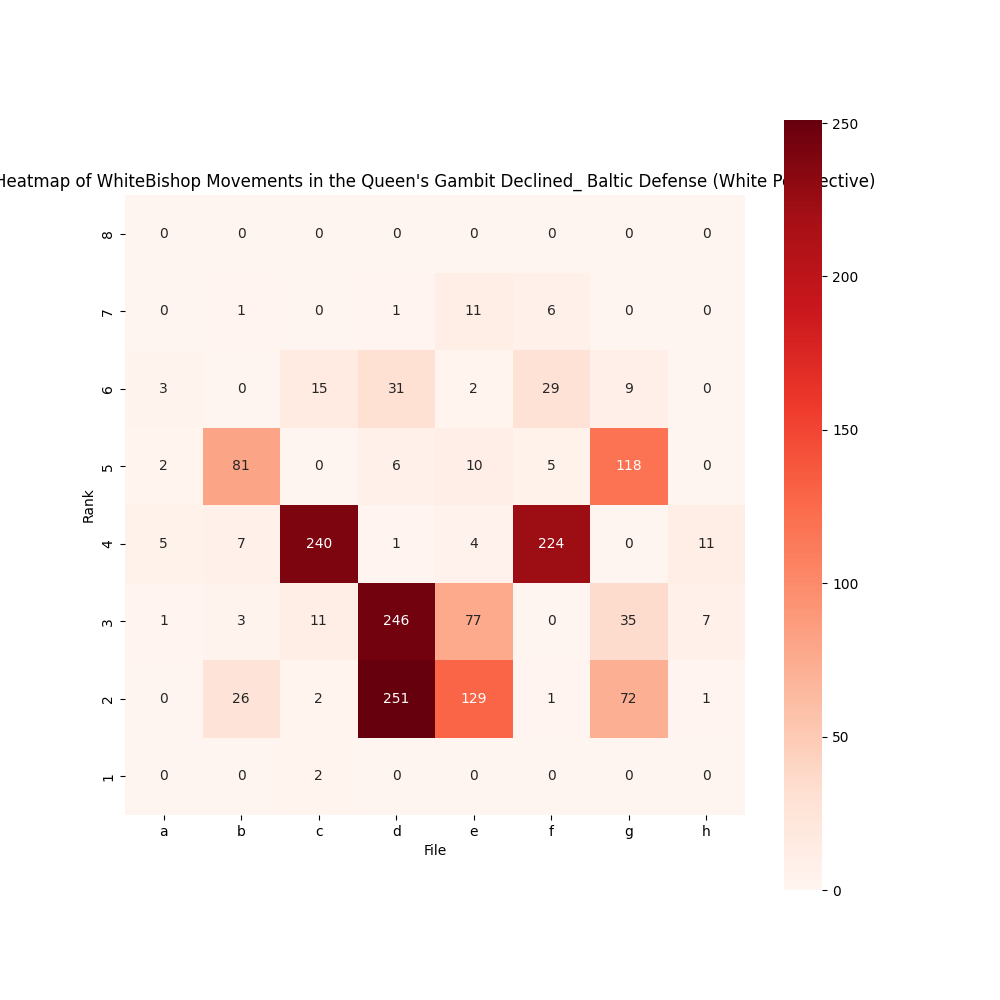 Heatmap of WhiteBishop Movements in the Queen's Gambit Declined_ Baltic Defense (White P ective)
250
200
150
100
50
0
8 0 0 0 0 0 0 0 0
7 0 1 0 1 11 6 0 0
6 3 0 15 31 2 29 9 0
5 2 81 0 6 10 5 118 0
Rank
4 5 7 240 1 4 224 0 11
3 1 3 11 246 77 0 35 7
2 0 26 2 251 129 1 72 1
1 0 0 2 0 0 0 0 0
a b c d e f g h
File